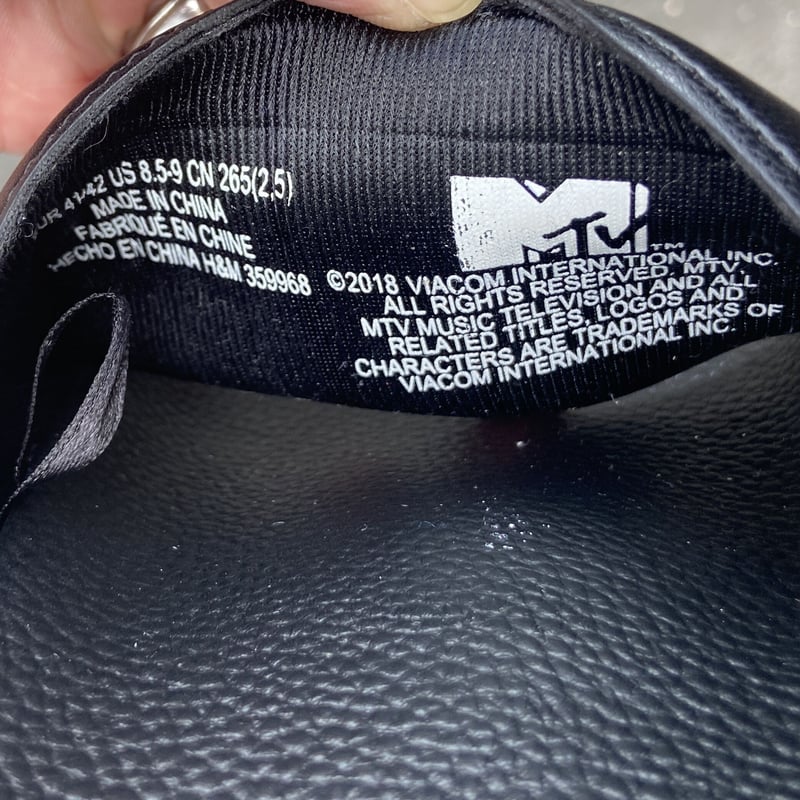 EUR 41-42 US 8.5-9 CN 265(2.5)
MADE IN CHINA
FABRIQUÉ EN CHINE
HECHO EN CHINA H&M 359968
MTV™
©2018 VIACOM INTERNATIONAL INC.
ALL RIGHTS RESERVED. MTV,
MTV MUSIC TELEVISION AND ALL
RELATED TITLES, LOGOS AND
CHARACTERS ARE TRADEMARKS OF
VIACOM INTERNATIONAL INC.